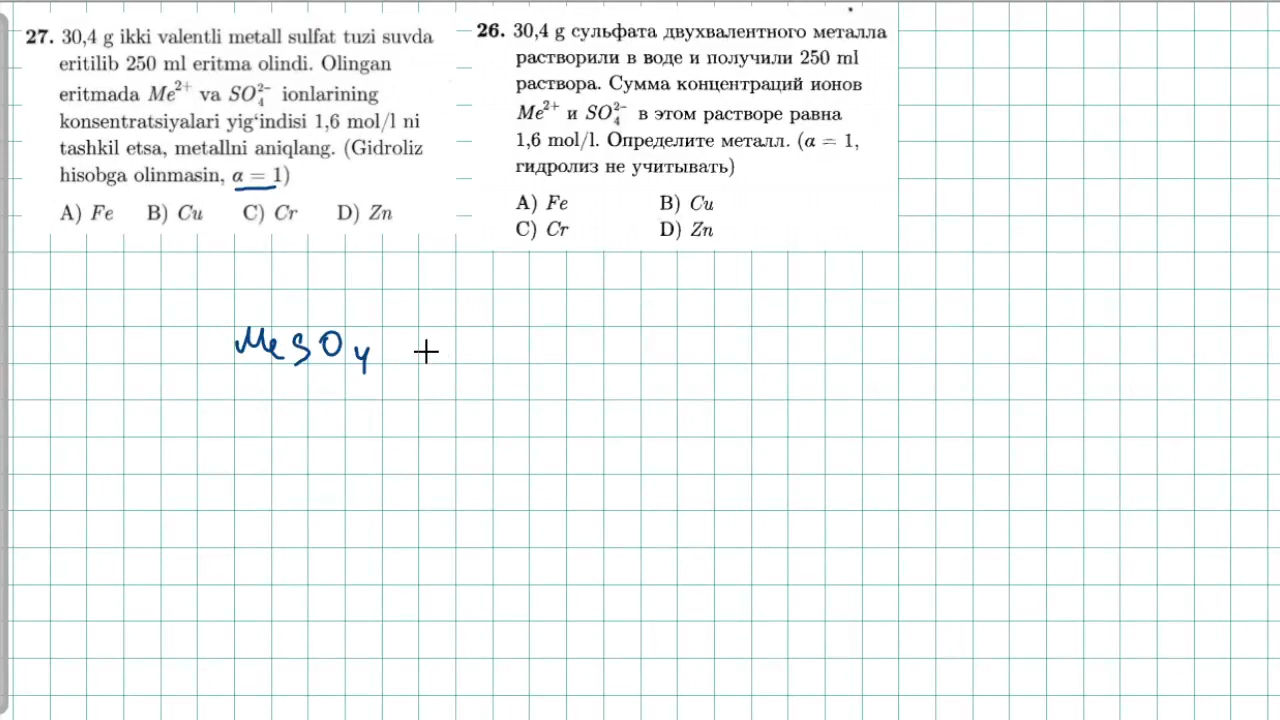 27. 30,4 g ikki valentli metall sulfat tuzi suvda
eritilib 250 ml eritma olindi. Olingan
eritmada Me²⁺ va SO₄²⁻ ionlarining
konsentratsiyalari yig‘indisi 1,6 mol/l ni
tashkil etsa, metallni aniqlang. (Gidroliz
hisobga olinmasin, α = 1)
A) Fe B) Cu C) Cr D) Zn
26. 30,4 g сульфата двухвалентного металла
растворили в воде и получили 250 ml
раствора. Сумма концентраций ионов
Me²⁺ и SO₄²⁻ в этом растворе равна
1,6 mol/l. Определите металл. (α = 1,
гидролиз не учитывать)
A) Fe B) Cu
C) Cr D) Zn
MeSO₄